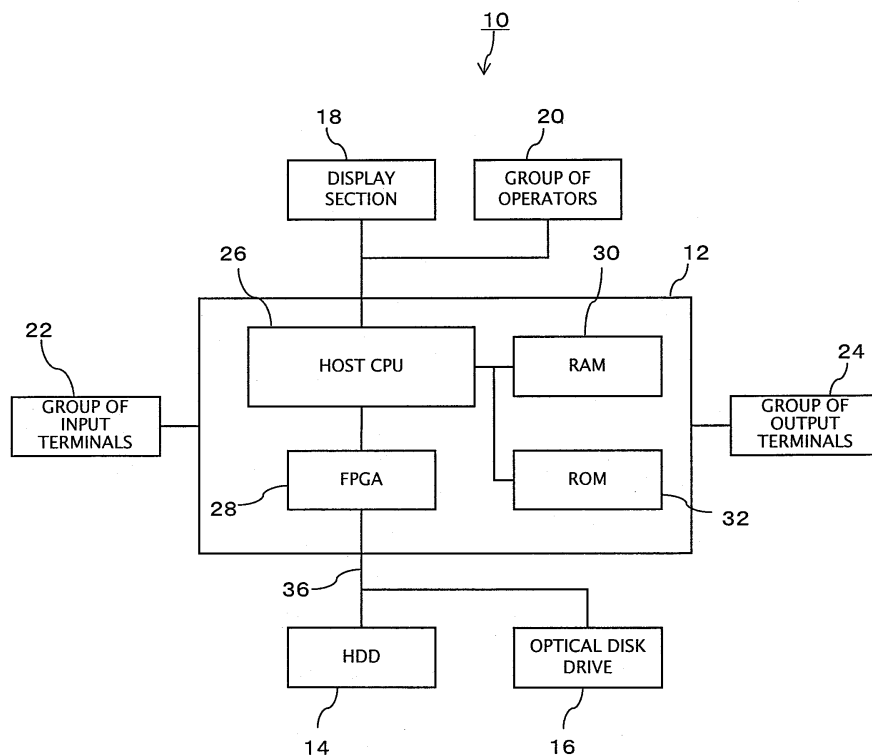 10
18
20
DISPLAY
SECTION
GROUP OF
OPERATORS
26
30
12
22
HOST CPU
RAM
24
GROUP OF
INPUT
TERMINALS
GROUP OF
OUTPUT
TERMINALS
FPGA
ROM
28
32
36
HDD
OPTICAL DISK
DRIVE
14
16